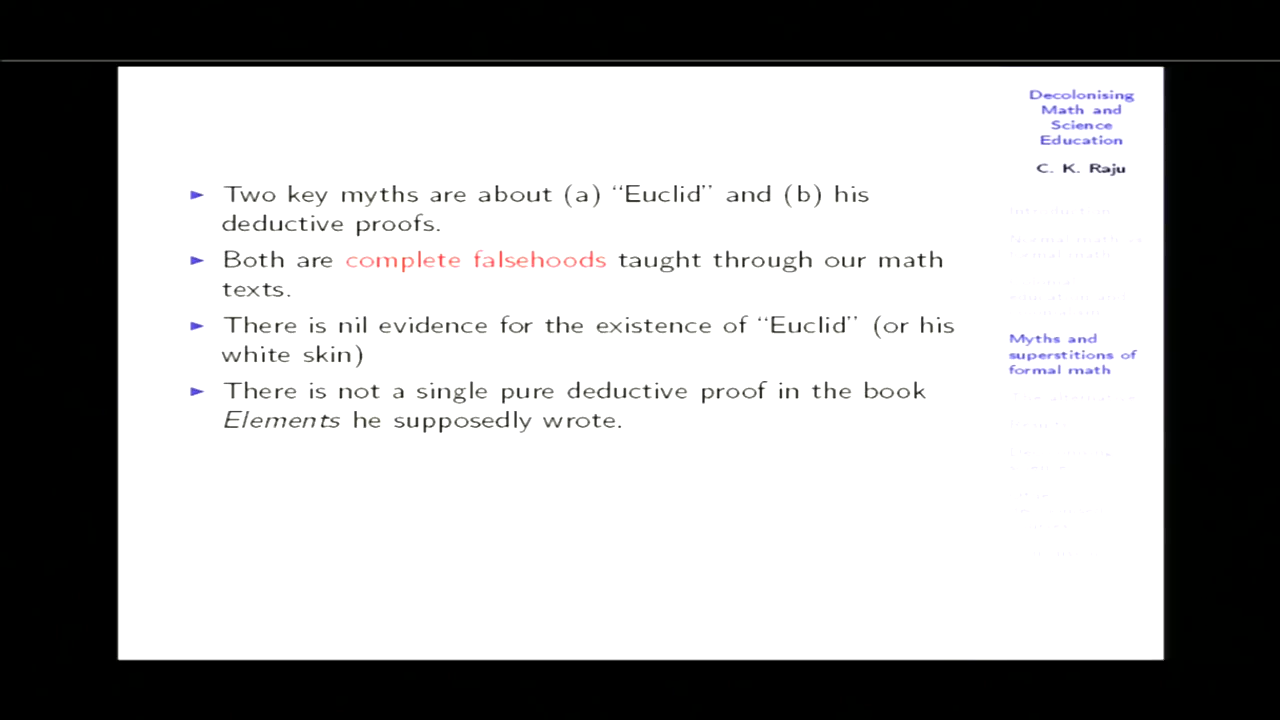 Decolonising
Math and
Science
Education
C. K. Raju
► Two key myths are about (a) “Euclid” and (b) his
deductive proofs.
► Both are complete falsehoods taught through our math
texts.
► There is nil evidence for the existence of “Euclid” (or his
white skin)
► There is not a single pure deductive proof in the book
Elements he supposedly wrote.
Introduction
Myths and
superstitions of
formal math